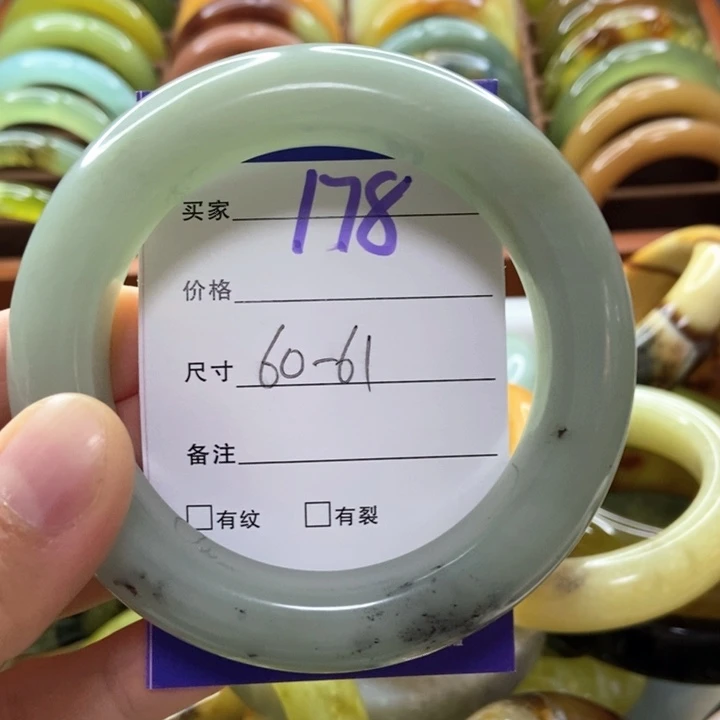 买家 178
价格
尺寸 60-61
备注
□有纹 □有裂